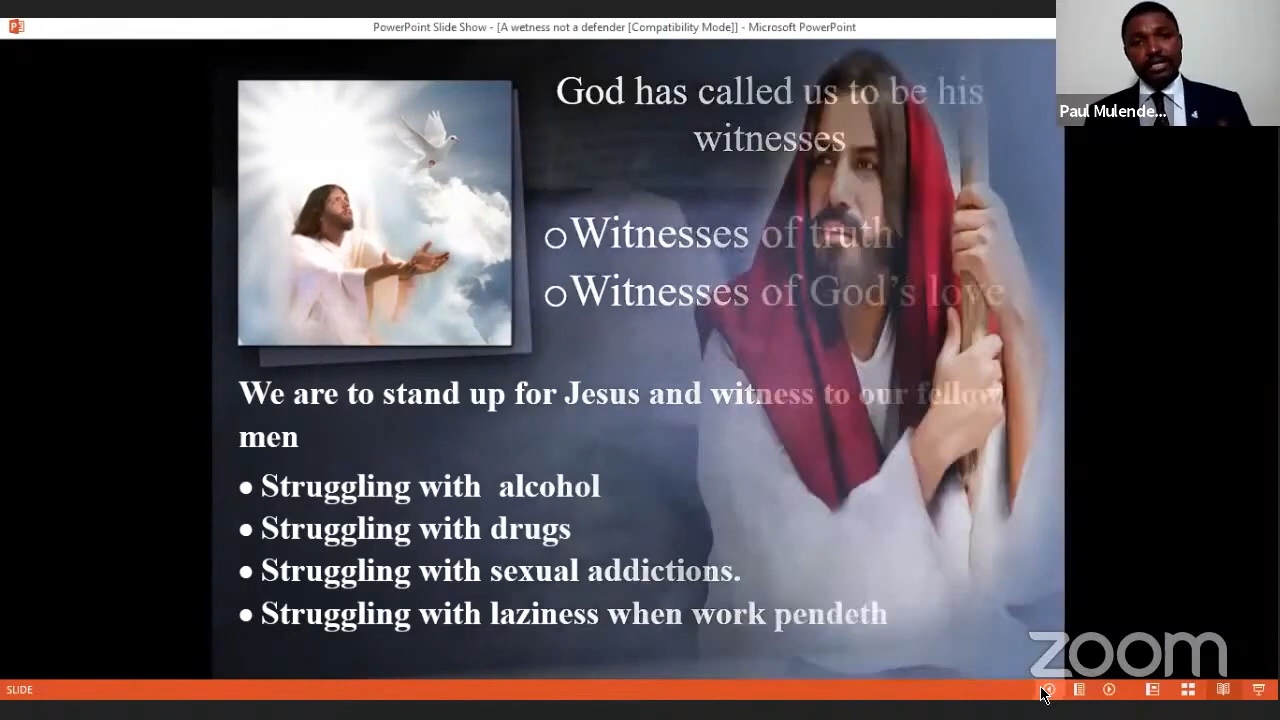 PowerPoint Slide Show - [A wetness not a defender [Compatibility Mode]] - Microsoft PowerPoint
Paul Mulende...
God has called us to be his
witnesses
oWitnesses of truth
oWitnesses of God's love
We are to stand up for Jesus and witness to our fellow
men
• Struggling with alcohol
• Struggling with drugs
• Struggling with sexual addictions.
• Struggling with laziness when work pendeth
zoom
SLIDE